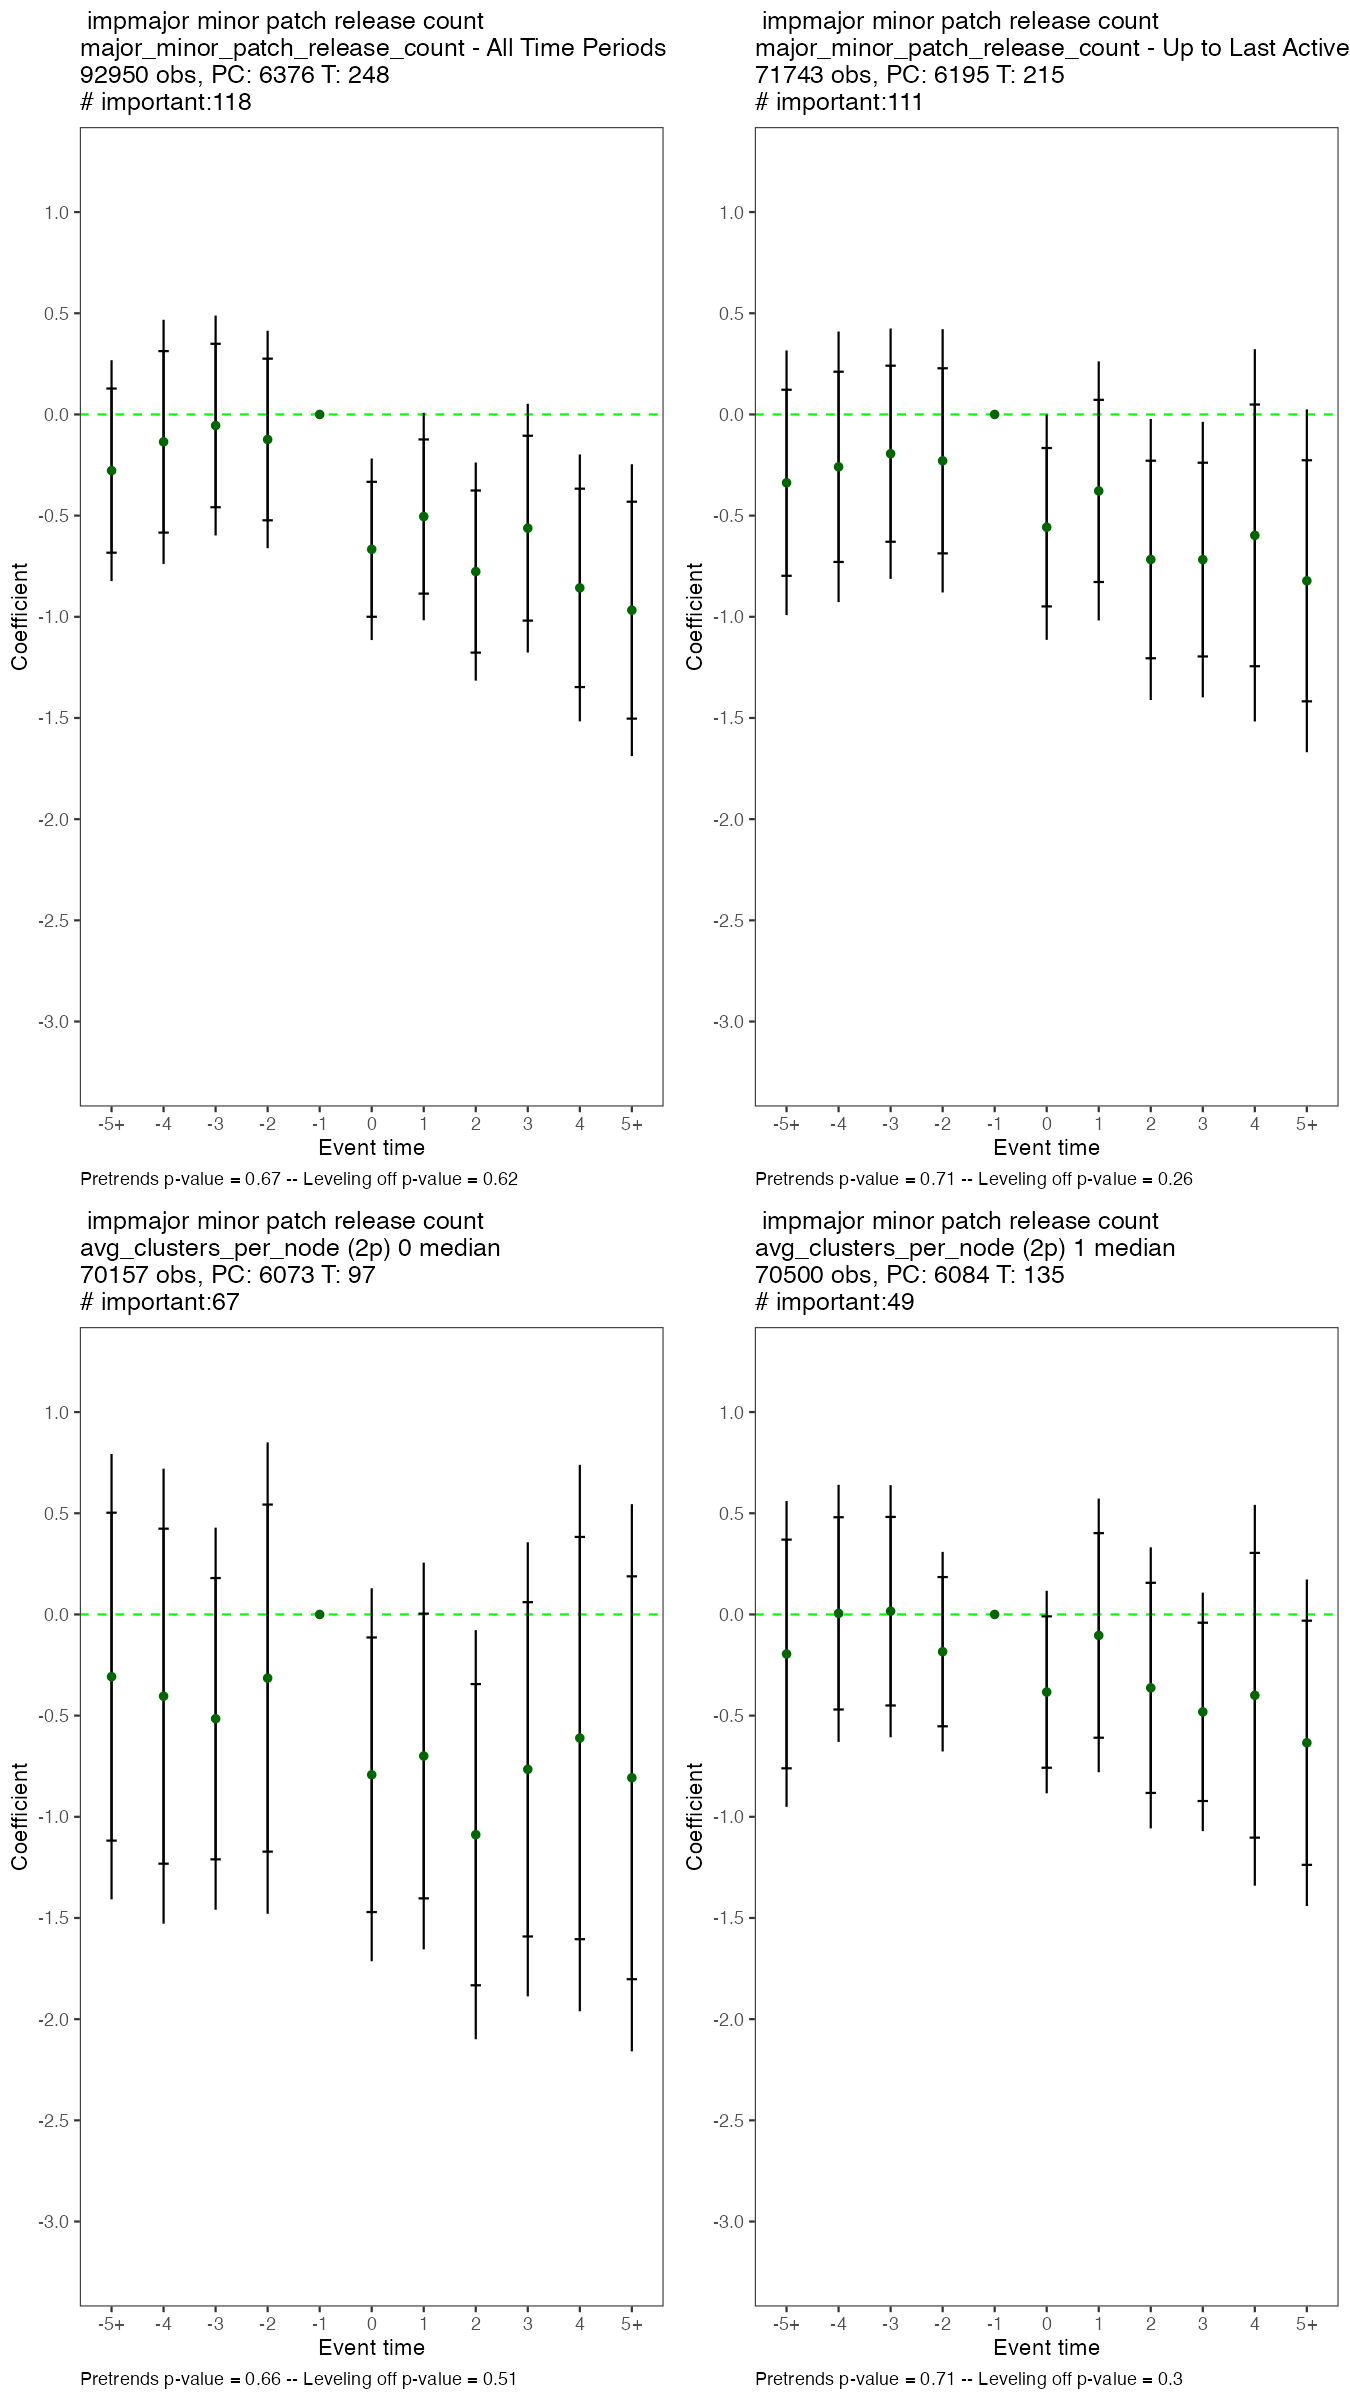 impmajor minor patch release count
major_minor_patch_release_count - All Time Periods
92950 obs, PC: 6376 T: 248
# important:118
1.0
0.5
0.0
-0.5
-1.0
-1.5
-2.0
-2.5
-3.0
Coefficient
-5+ -4 -3 -2 -1 0 1 2 3 4 5+
Event time
Pretrends p-value = 0.67 -- Leveling off p-value = 0.62
impmajor minor patch release count
major_minor_patch_release_count - Up to Last Active
71743 obs, PC: 6195 T: 215
# important:111
1.0
0.5
0.0
-0.5
-1.0
-1.5
-2.0
-2.5
-3.0
Coefficient
-5+ -4 -3 -2 -1 0 1 2 3 4 5+
Event time
Pretrends p-value = 0.71 -- Leveling off p-value = 0.26
impmajor minor patch release count
avg_clusters_per_node (2p) 0 median
70157 obs, PC: 6073 T: 97
# important:67
1.0
0.5
0.0
-0.5
-1.0
-1.5
-2.0
-2.5
-3.0
Coefficient
-5+ -4 -3 -2 -1 0 1 2 3 4 5+
Event time
Pretrends p-value = 0.66 -- Leveling off p-value = 0.51
impmajor minor patch release count
avg_clusters_per_node (2p) 1 median
70500 obs, PC: 6084 T: 135
# important:49
1.0
0.5
0.0
-0.5
-1.0
-1.5
-2.0
-2.5
-3.0
Coefficient
-5+ -4 -3 -2 -1 0 1 2 3 4 5+
Event time
Pretrends p-value = 0.71 -- Leveling off p-value = 0.3